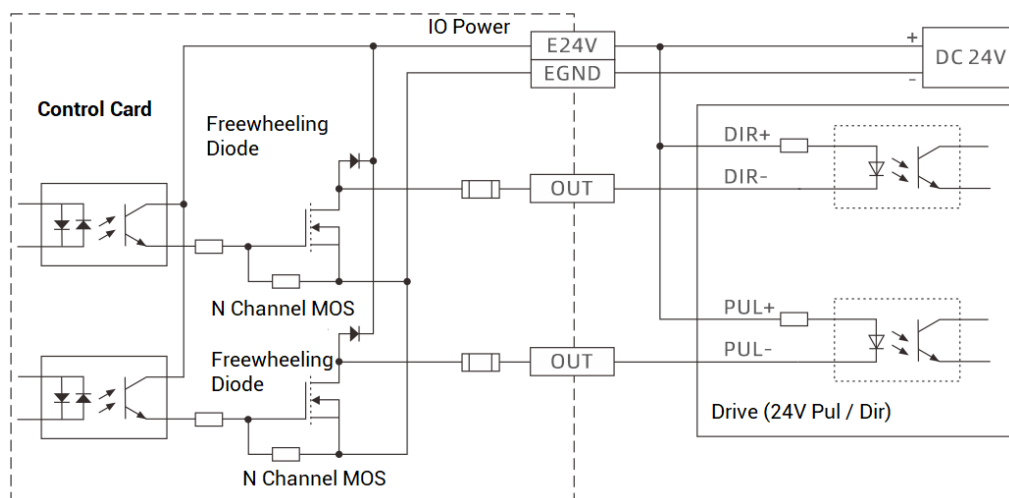 IO Power
E24V
EGND
+
-
DC 24V
Control Card
Freewheeling
Diode
DIR+
DIR-
OUT
N Channel MOS
Freewheeling
Diode
PUL+
PUL-
OUT
Drive (24V Pul / Dir)
N Channel MOS